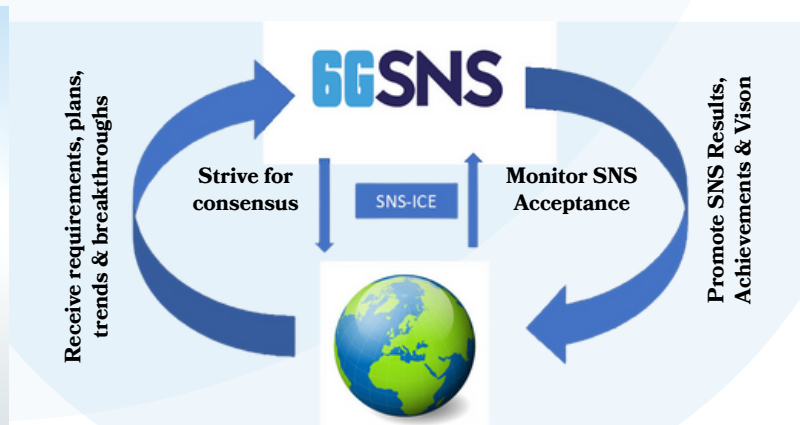 Receive requirements, plans,
trends & breakthroughs
6GSNS
Strive for
consensus
SNS-ICE
Monitor SNS
Acceptance
Promote SNS Results,
Achievements & Vison